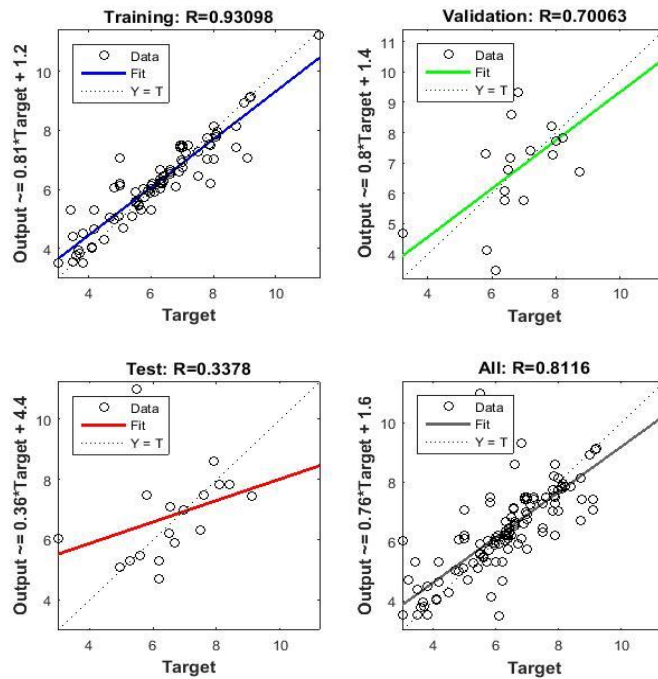 Training: R=0.93098
Output ~= 0.81*Target + 1.2
Data
Fit
Y = T
10
8
6
4
4 6 8 10
Target
Validation: R=0.70063
Output ~= 0.8*Target + 1.4
Data
Fit
Y = T
11
10
9
8
7
6
5
4
4 6 8 10
Target
Test: R=0.3378
Output ~= 0.36*Target + 4.4
Data
Fit
Y = T
10
8
6
4
4 6 8 10
Target
All: R=0.8116
Output ~= 0.76*Target + 1.6
Data
Fit
Y = T
10
8
6
4
4 6 8 10
Target